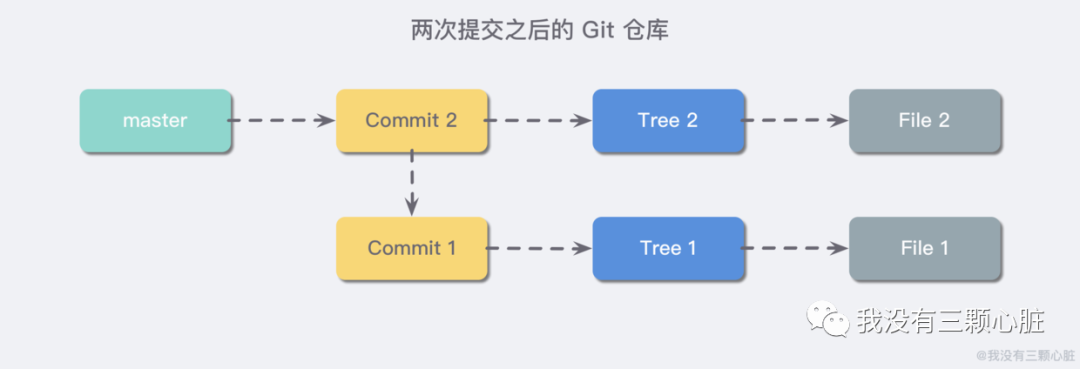 两次提交之后的 Git 仓库
master
Commit 2
Tree 2
File 2
Commit 1
Tree 1
File 1
我没有三颗心脏
@我没有三颗心脏